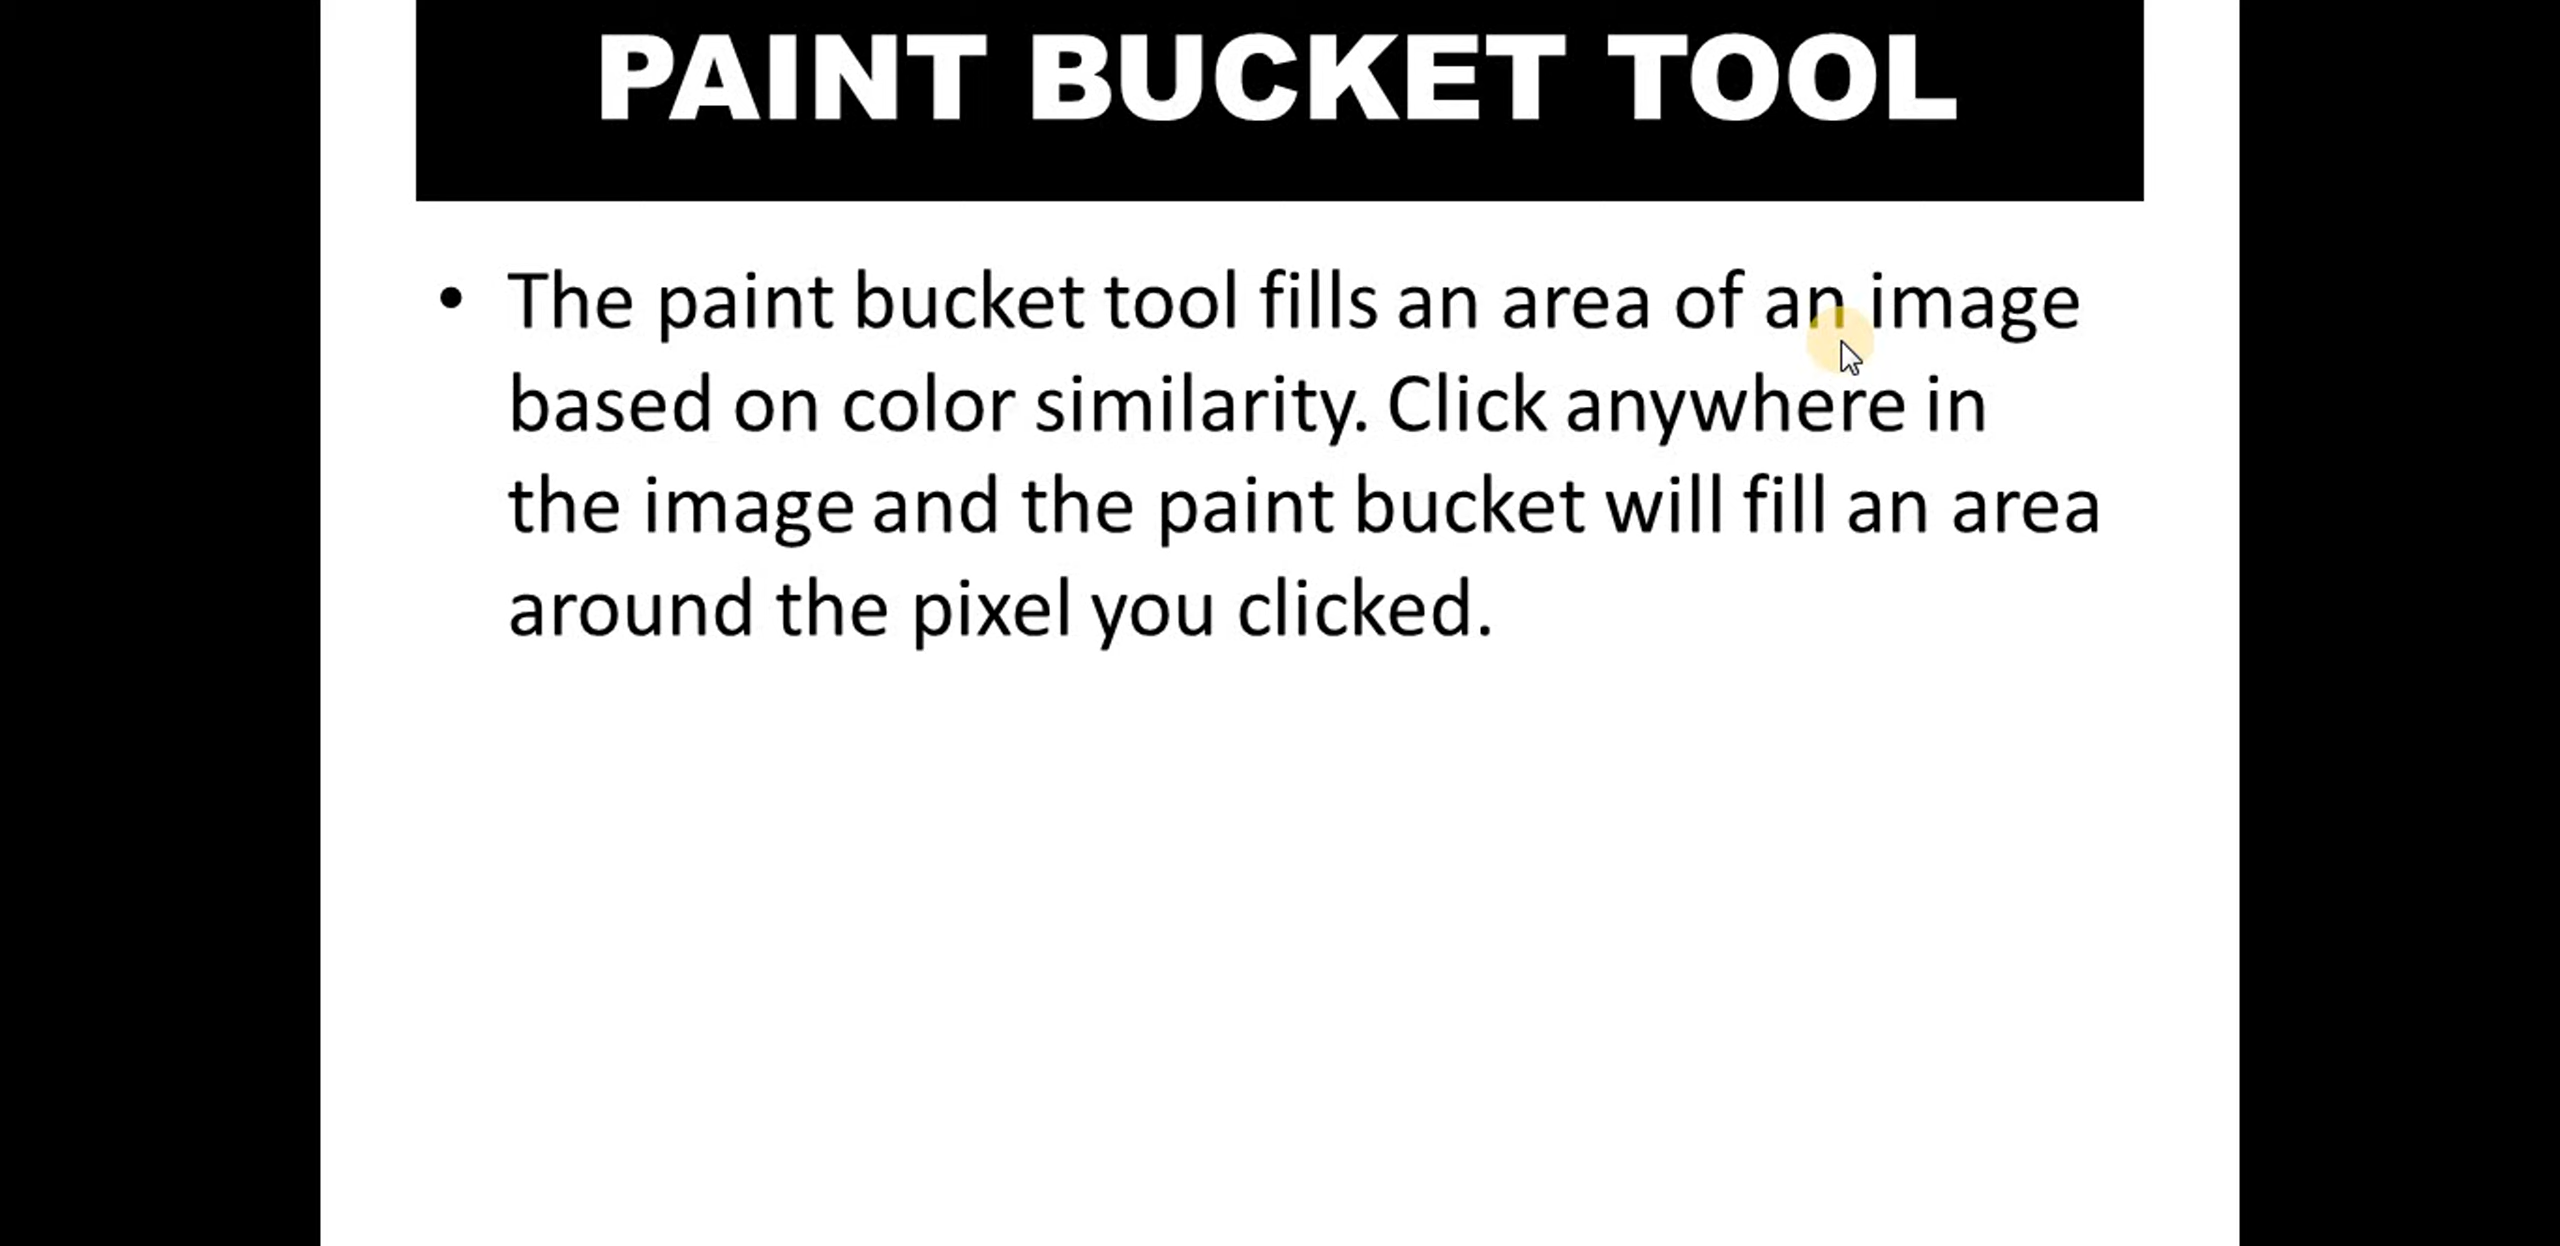 PAINT BUCKET TOOL
• The paint bucket tool fills an area of an image
based on color similarity. Click anywhere in
the image and the paint bucket will fill an area
around the pixel you clicked.